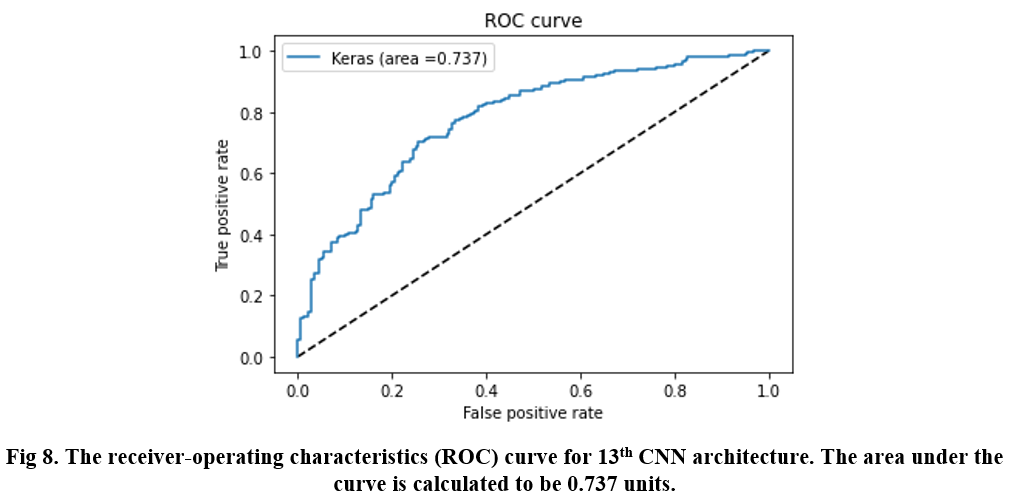 ROC curve
Keras (area =0.737)
1.0
0.8
0.6
0.4
0.2
0.0
True positive rate
0.0 0.2 0.4 0.6 0.8 1.0
False positive rate
Fig 8. The receiver-operating characteristics (ROC) curve for 13th CNN architecture. The area under the
curve is calculated to be 0.737 units.